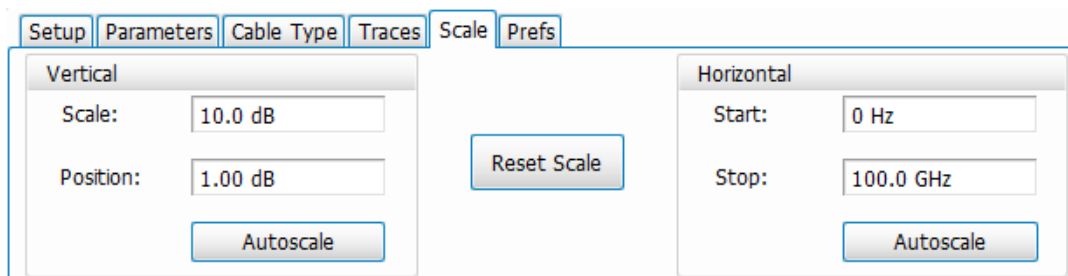 Setup Parameters Cable Type Traces Scale Prefs
Vertical
Scale: 10.0 dB
Position: 1.00 dB
Autoscale
Reset Scale
Horizontal
Start: 0 Hz
Stop: 100.0 GHz
Autoscale